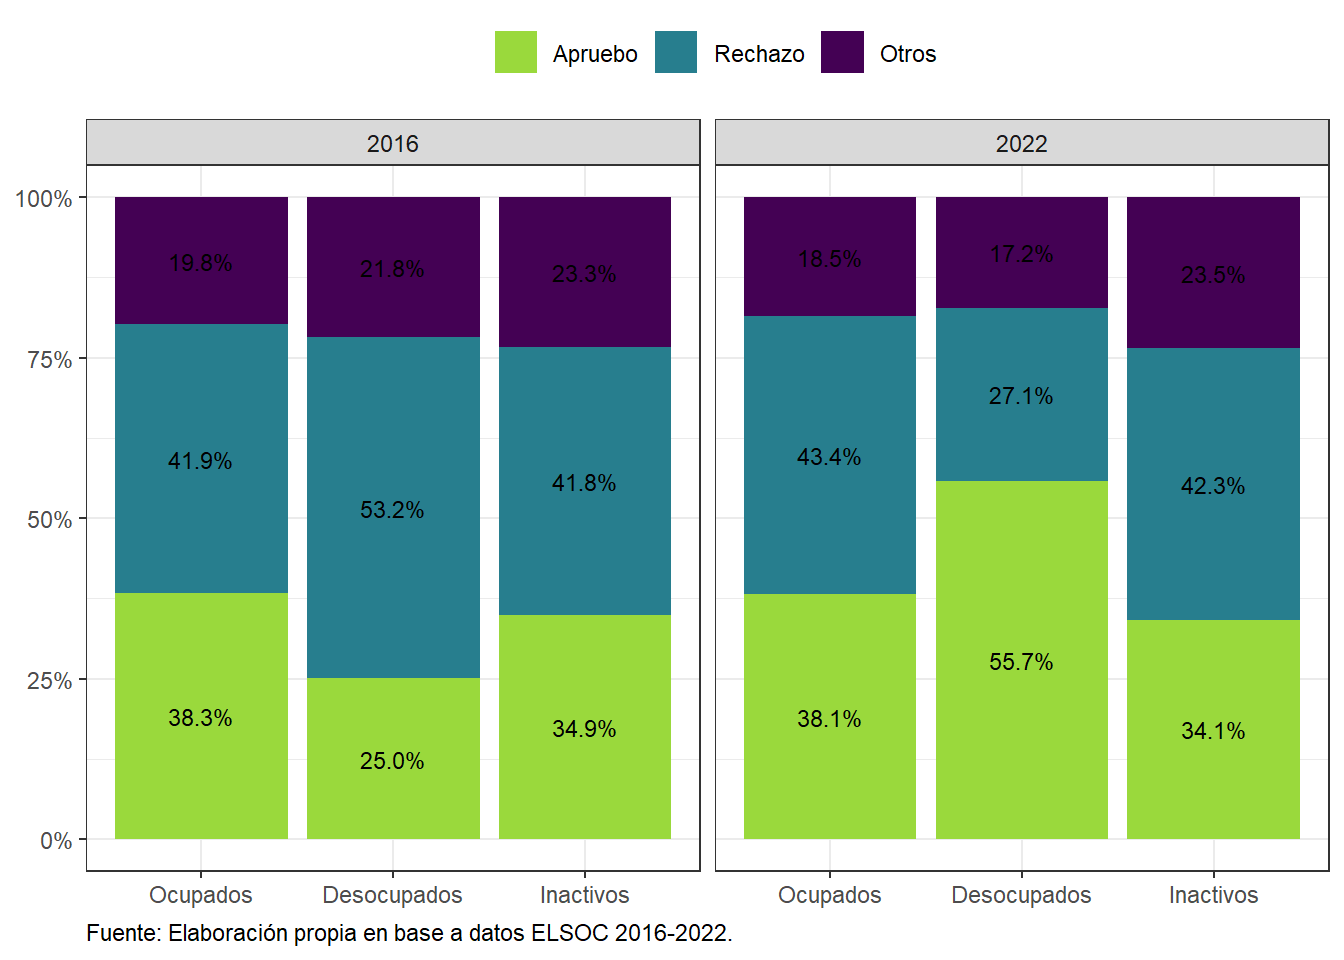 Apruebo Rechazo Otros
2016 2022
100%
75%
50%
25%
0%
19.8% 21.8% 23.3% 18.5% 17.2% 23.5%
41.9% 53.2% 41.8% 43.4% 27.1% 42.3%
38.3% 25.0% 34.9% 38.1% 55.7% 34.1%
Ocupados Desocupados Inactivos Ocupados Desocupados Inactivos
Fuente: Elaboración propia en base a datos ELSOC 2016-2022.